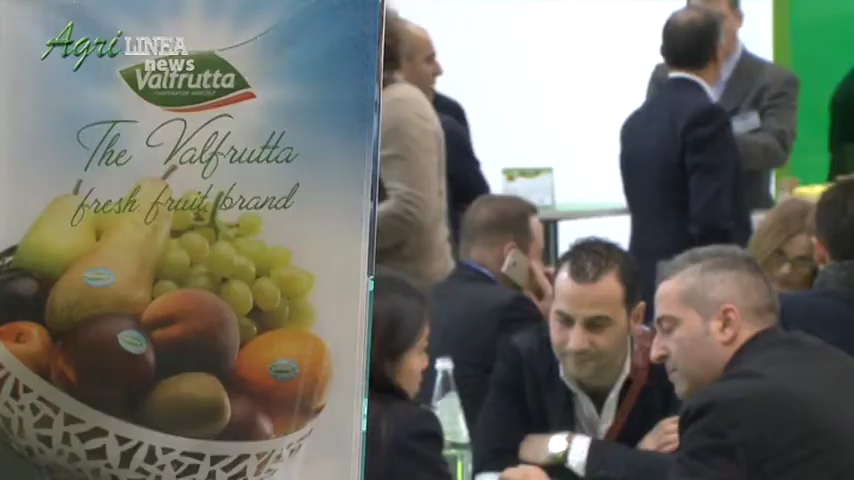 Agri LINEA
news
Valfrutta
The Valfrutta
fresh fruit brand